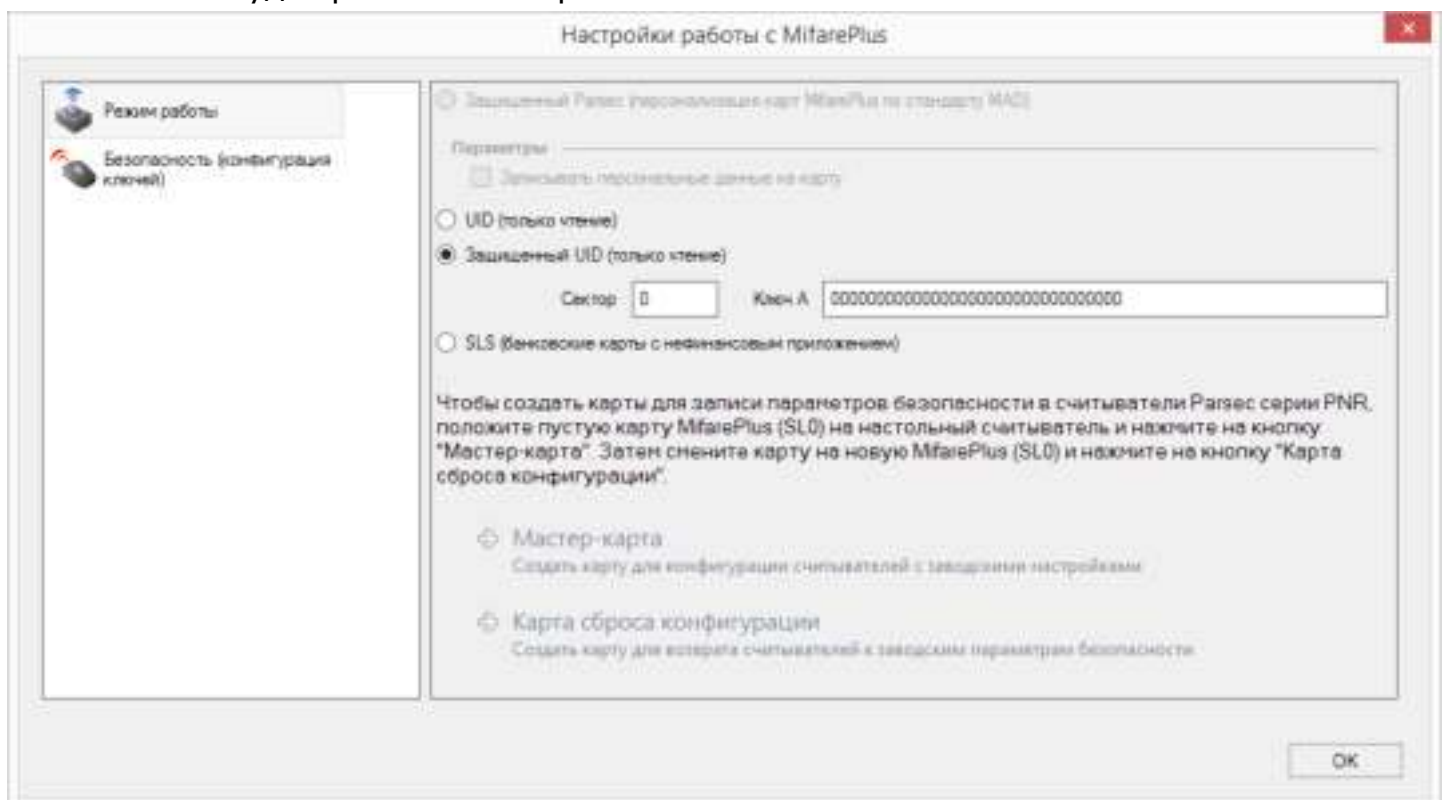 Настройки работы с MifarePlus
Режим работы
Безопасность (конфигурация
ключей)
Защищенный Parsec (персонализация карт MifarePlus по стандарту MAD)
Параметры
Записывать персональные данные на карту
UID (только чтение)
Защищенный UID (только чтение)
Сектор 0 Ключ A 00000000000000000000000000000000
SLS (банковские карты с нефинансовым приложением)
Чтобы создать карты для записи параметров безопасности в считыватели Parsec серии PNR,
положите пустую карту MifarePlus (SL0) на настольный считыватель и нажмите на кнопку
"Мастер-карта". Затем смените карту на новую MifarePlus (SL0) и нажмите на кнопку "Карта
сброса конфигурации".
Мастер-карта
Создать карту для конфигурации считывателей с заводскими настройками
Карта сброса конфигурации
Создать карту для возврата считывателей к заводским параметрам безопасности
OK